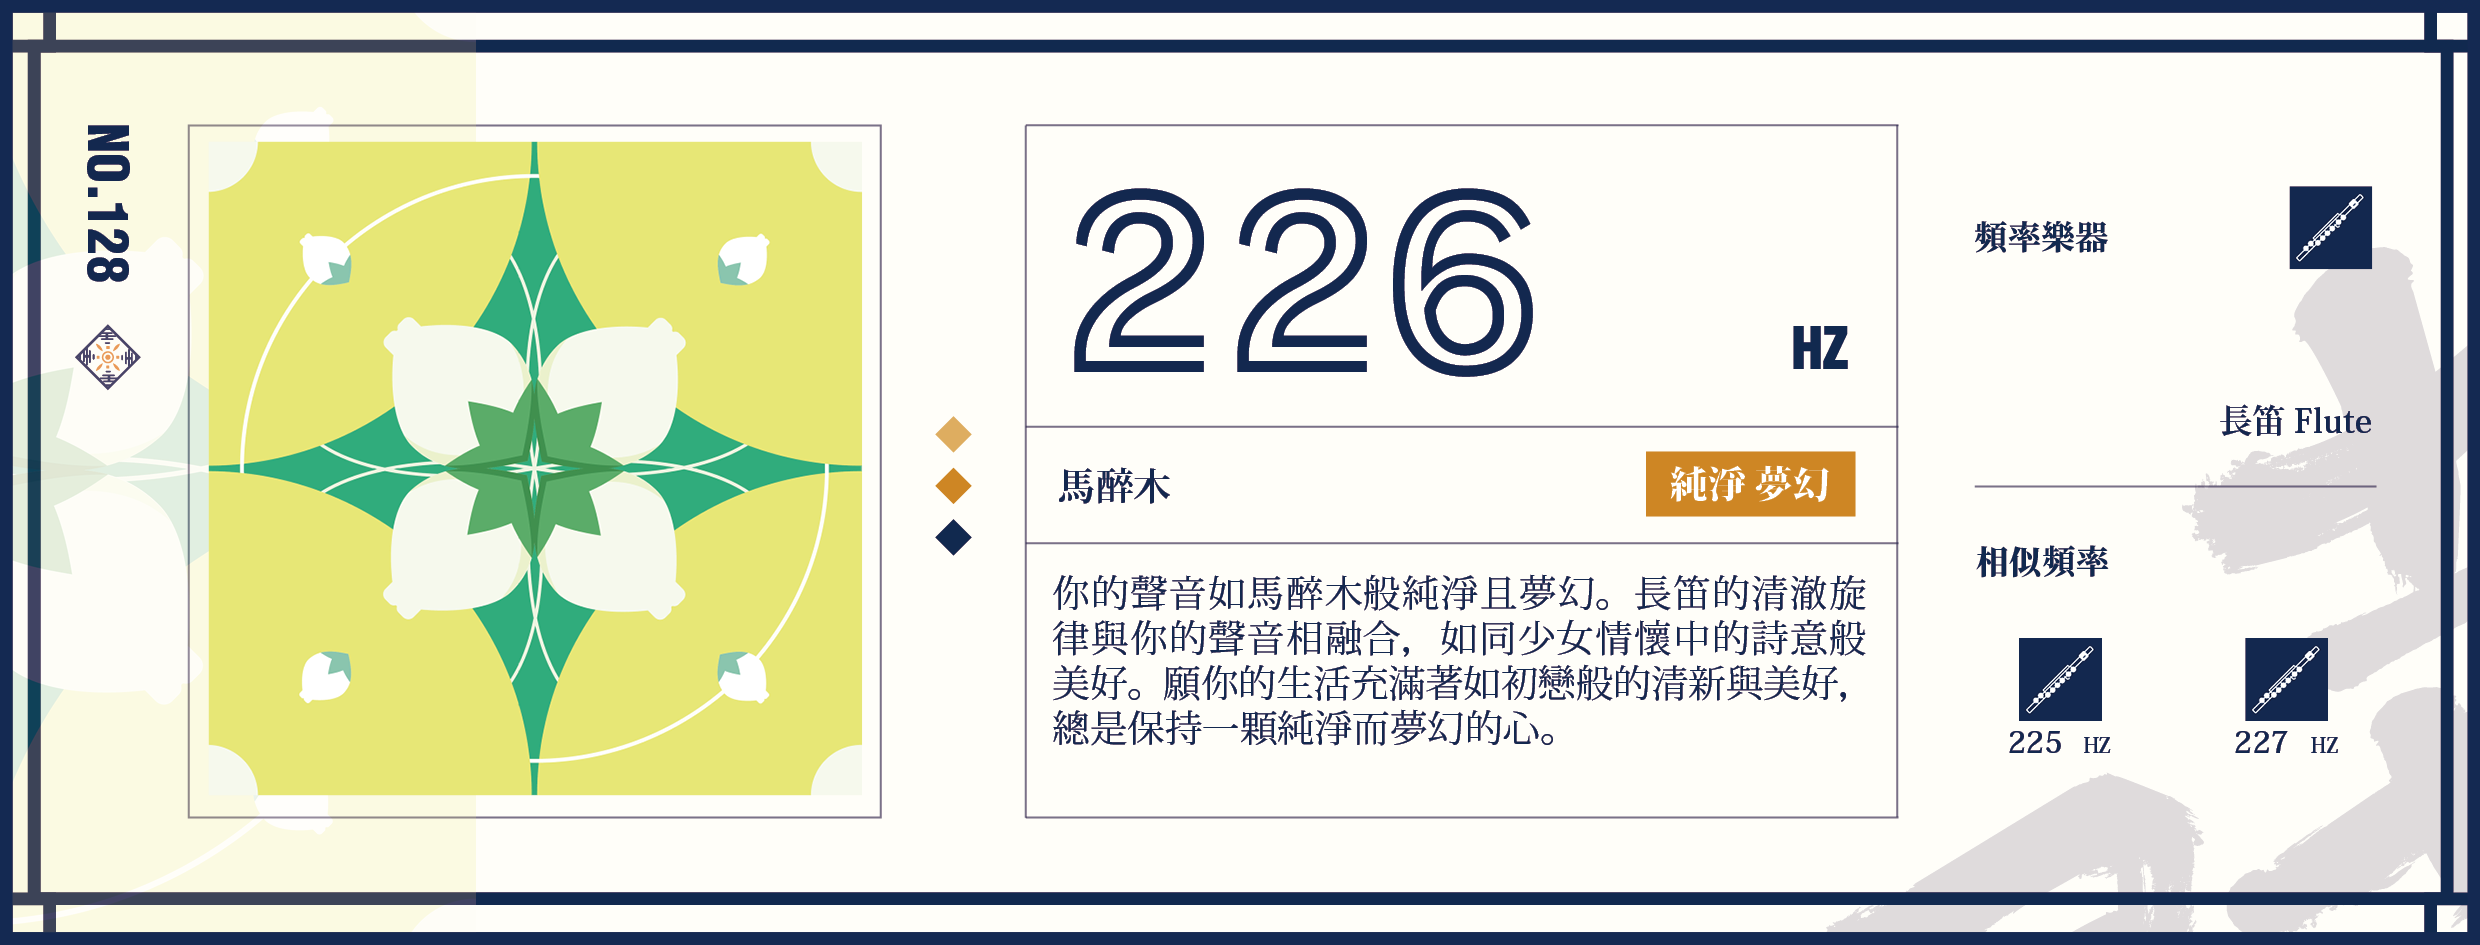 NO.128
226
HZ
馬醉木
純淨 夢幻
你的聲音如馬醉木般純淨且夢幻。長笛的清澈旋
律與你的聲音相融合，如同少女情懷中的詩意般
美好。願你的生活充滿著如初戀般的清新與美好，
總是保持一顆純淨而夢幻的心。
頻率樂器
長笛 Flute
相似頻率
225 HZ
227 HZ